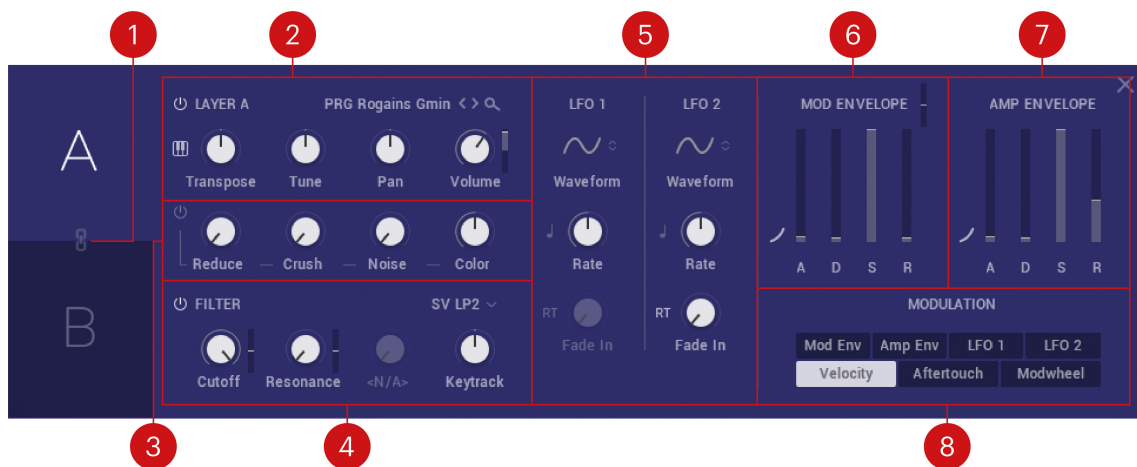 1
2
5
6
7
A
B
LAYER A
PRG Rogains Gmin
Transpose
Tune
Pan
Volume
Reduce
Crush
Noise
Color
FILTER
SV LP2
Cutoff
Resonance
<N/A>
Keytrack
LFO 1
LFO 2
Waveform
Waveform
Rate
Rate
RT
RT
Fade In
Fade In
MOD ENVELOPE
A D S R
AMP ENVELOPE
A D S R
MODULATION
Mod Env Amp Env LFO 1 LFO 2
Velocity Aftertouch Modwheel
3
4
8